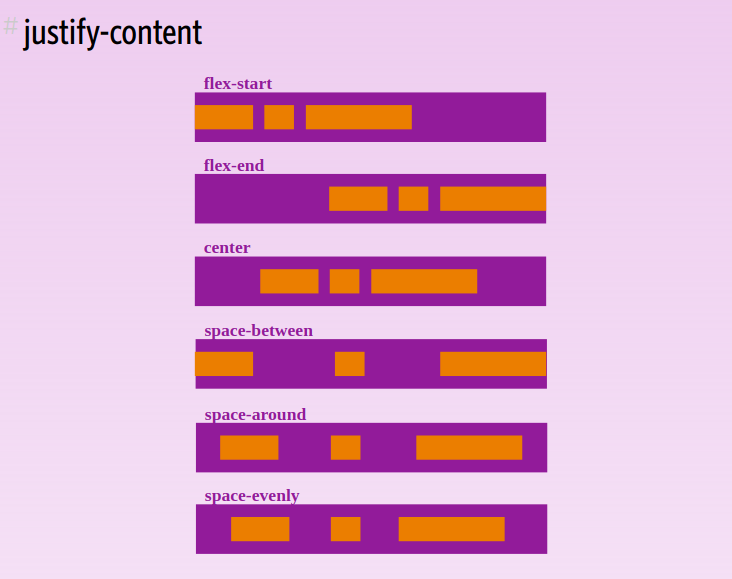 # justify-content
flex-start
flex-end
center
space-between
space-around
space-evenly